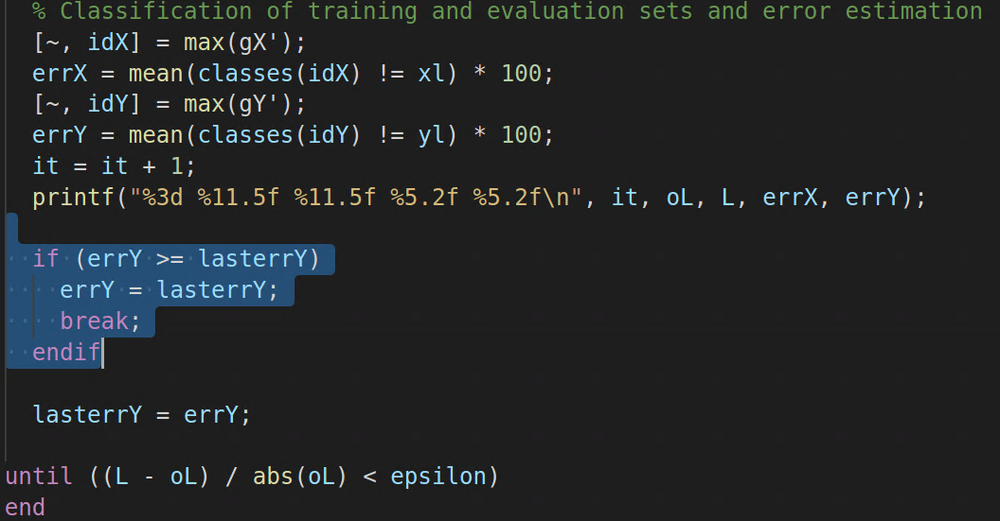 % Classification of training and evaluation sets and error estimation
[~, idX] = max(gX');
errX = mean(classes(idX) != xl) * 100;
[~, idY] = max(gY');
errY = mean(classes(idY) != yl) * 100;
it = it + 1;
printf("%3d %11.5f %11.5f %5.2f %5.2f\n", it, oL, L, errX, errY);
if (errY >= lasterrY)
errY = lasterrY;
break;
endif
lasterrY = errY;
until ((L - oL) / abs(oL) < epsilon)
end